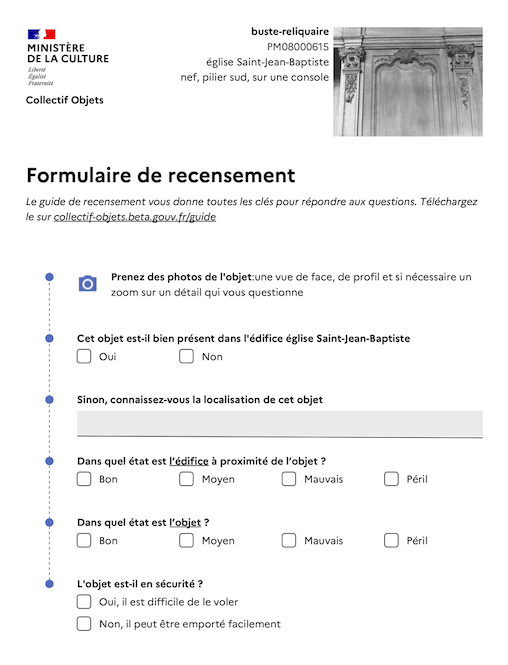 MINISTÈRE
DE LA CULTURE
Liberté
Égalité
Fraternité
Collectif Objets
buste-reliquaire
PM08000615
église Saint-Jean-Baptiste
nef, pilier sud, sur une console
Formulaire de recensement
Le guide de recensement vous donne toutes les clés pour répondre aux questions. Téléchargez
le sur collectif-objets.beta.gouv.fr/guide
Prenez des photos de l'objet:une vue de face, de profil et si nécessaire un
zoom sur un détail qui vous questionne
Cet objet est-il bien présent dans l'édifice église Saint-Jean-Baptiste
Oui Non
Sinon, connaissez-vous la localisation de cet objet
Dans quel état est l’édifice à proximité de l’objet ?
Bon Moyen Mauvais Péril
Dans quel état est l’objet ?
Bon Moyen Mauvais Péril
L'objet est-il en sécurité ?
Oui, il est difficile de le voler
Non, il peut être emporté facilement